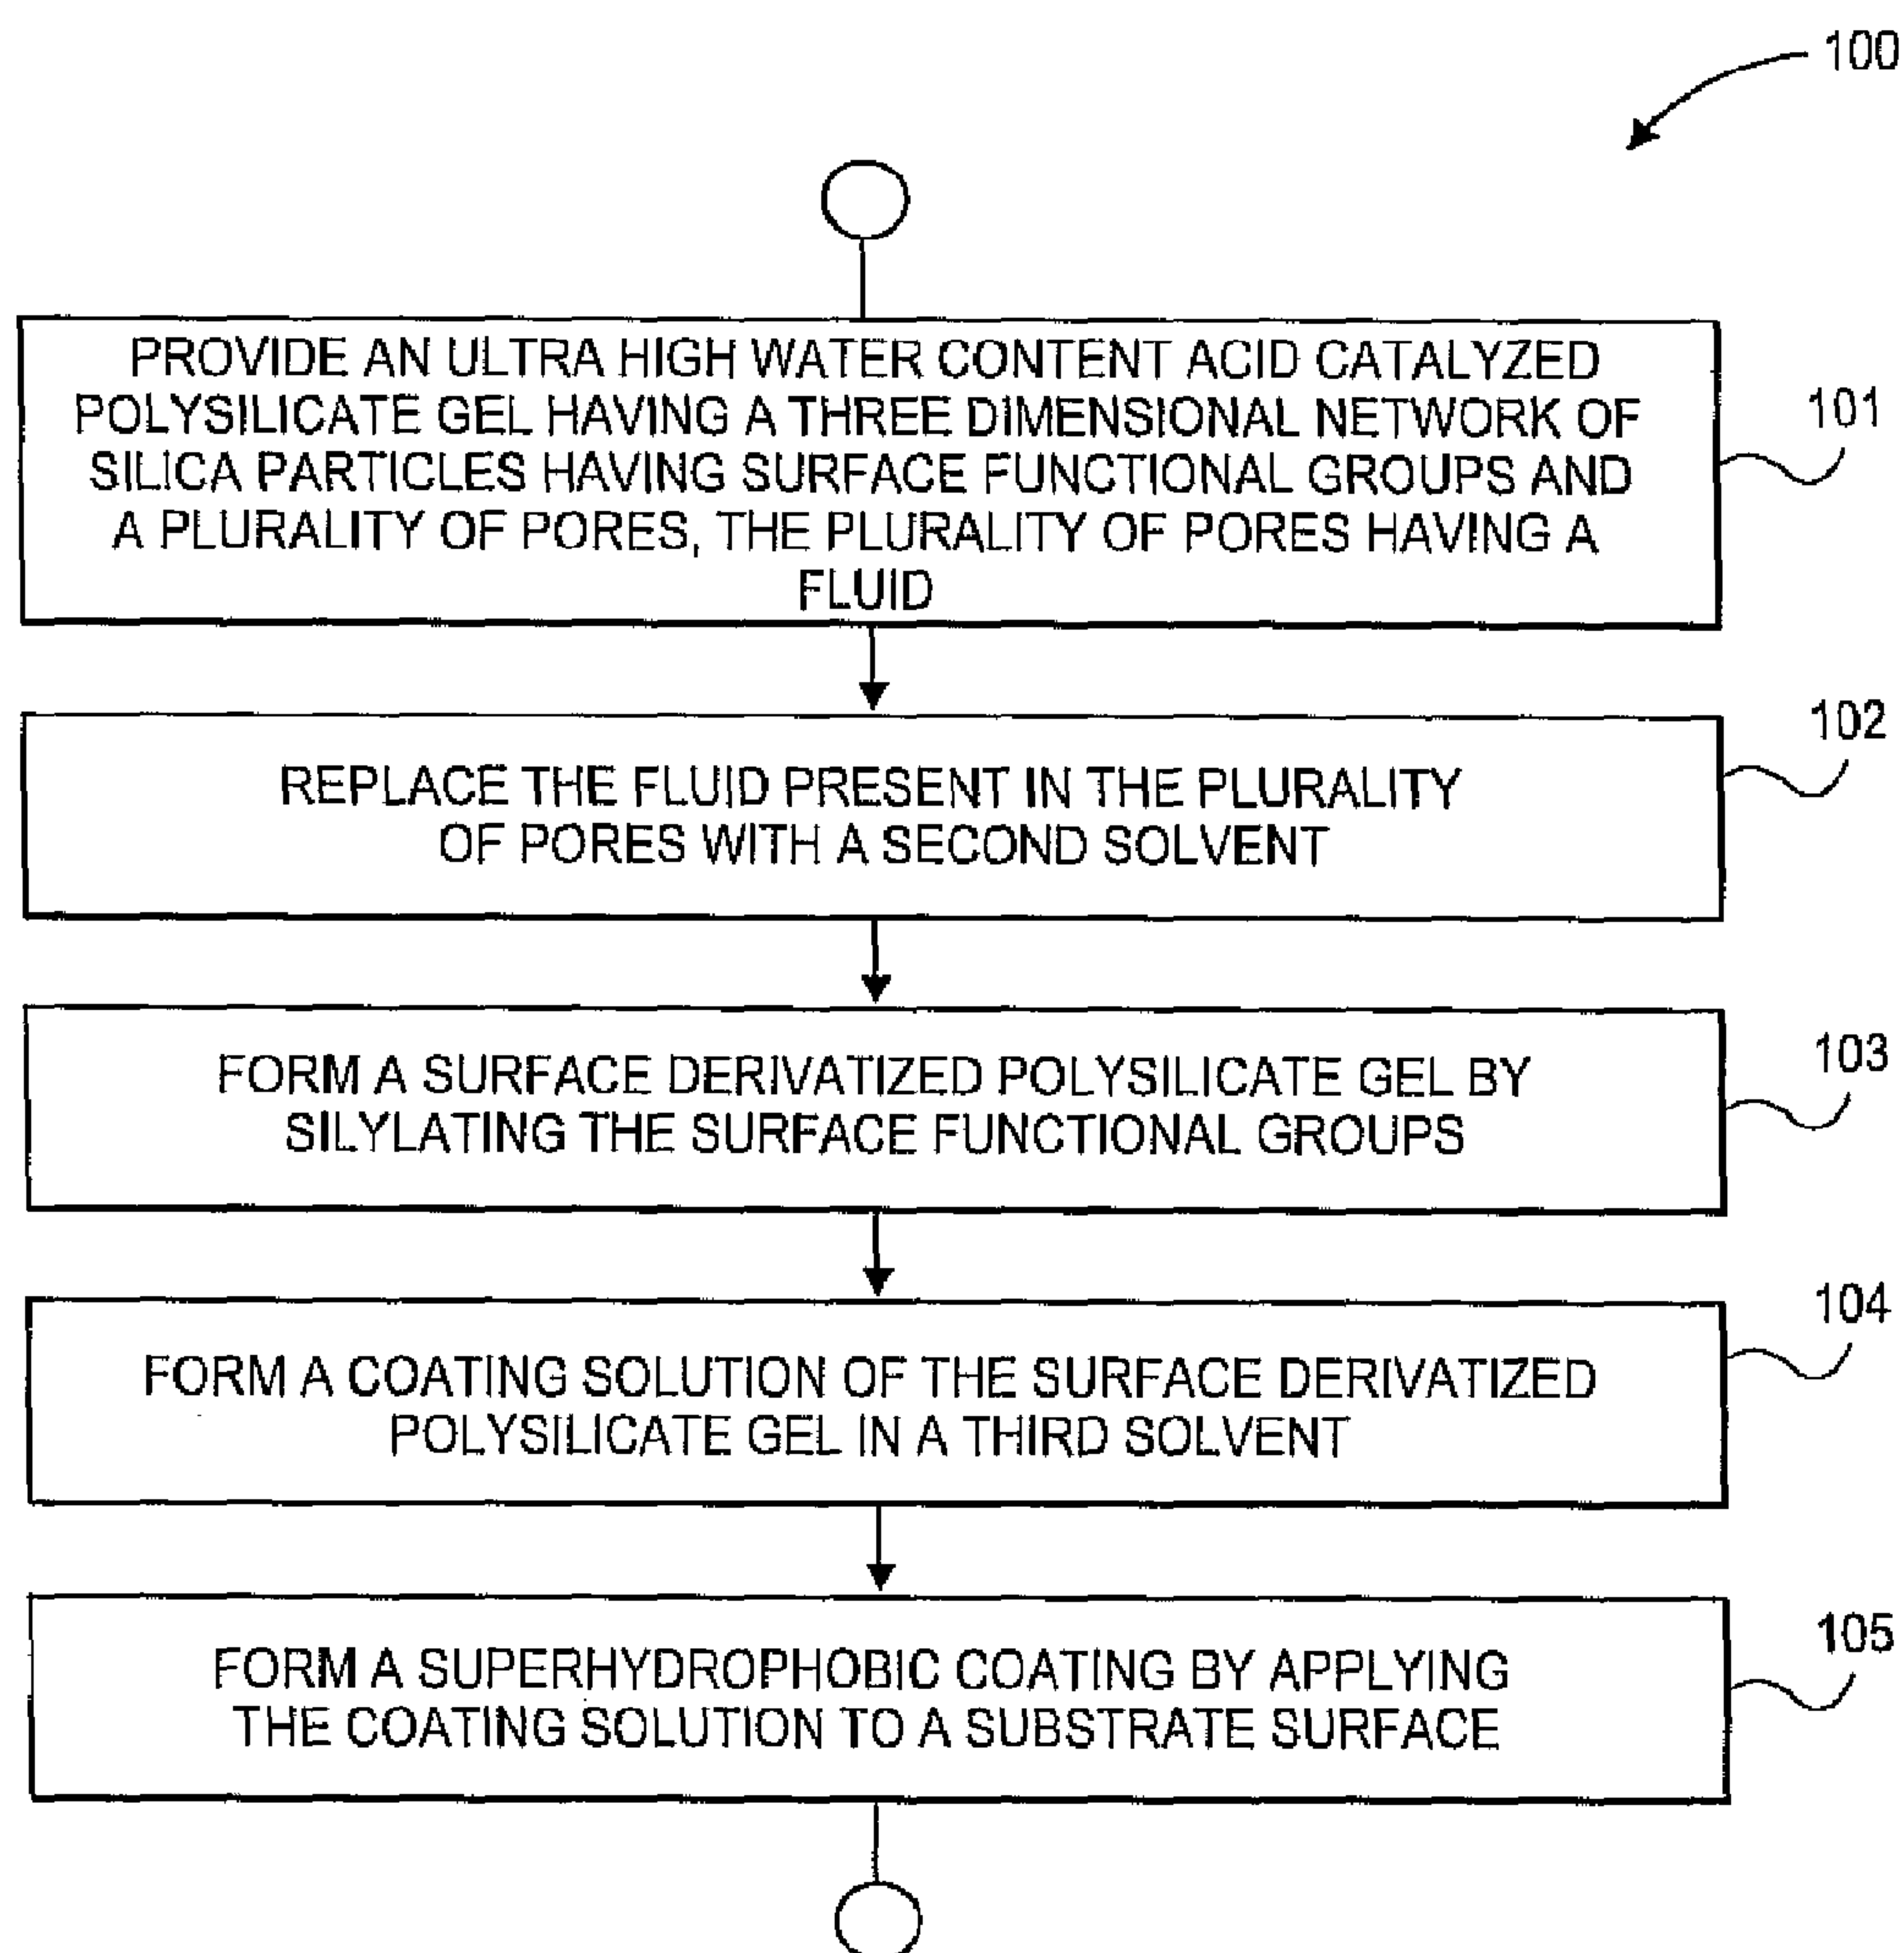 100
PROVIDE AN ULTRA HIGH WATER CONTENT ACID CATALYZED
POLYSILICATE GEL HAVING A THREE DIMENSIONAL NETWORK OF
SILICA PARTICLES HAVING SURFACE FUNCTIONAL GROUPS AND
A PLURALITY OF PORES, THE PLURALITY OF PORES HAVING A
FLUID
101
REPLACE THE FLUID PRESENT IN THE PLURALITY
OF PORES WITH A SECOND SOLVENT
102
FORM A SURFACE DERIVATIZED POLYSILICATE GEL BY
SILYLATING THE SURFACE FUNCTIONAL GROUPS
103
FORM A COATING SOLUTION OF THE SURFACE DERIVATIZED
POLYSILICATE GEL IN A THIRD SOLVENT
104
FORM A SUPERHYDROPHOBIC COATING BY APPLYING
THE COATING SOLUTION TO A SUBSTRATE SURFACE
105